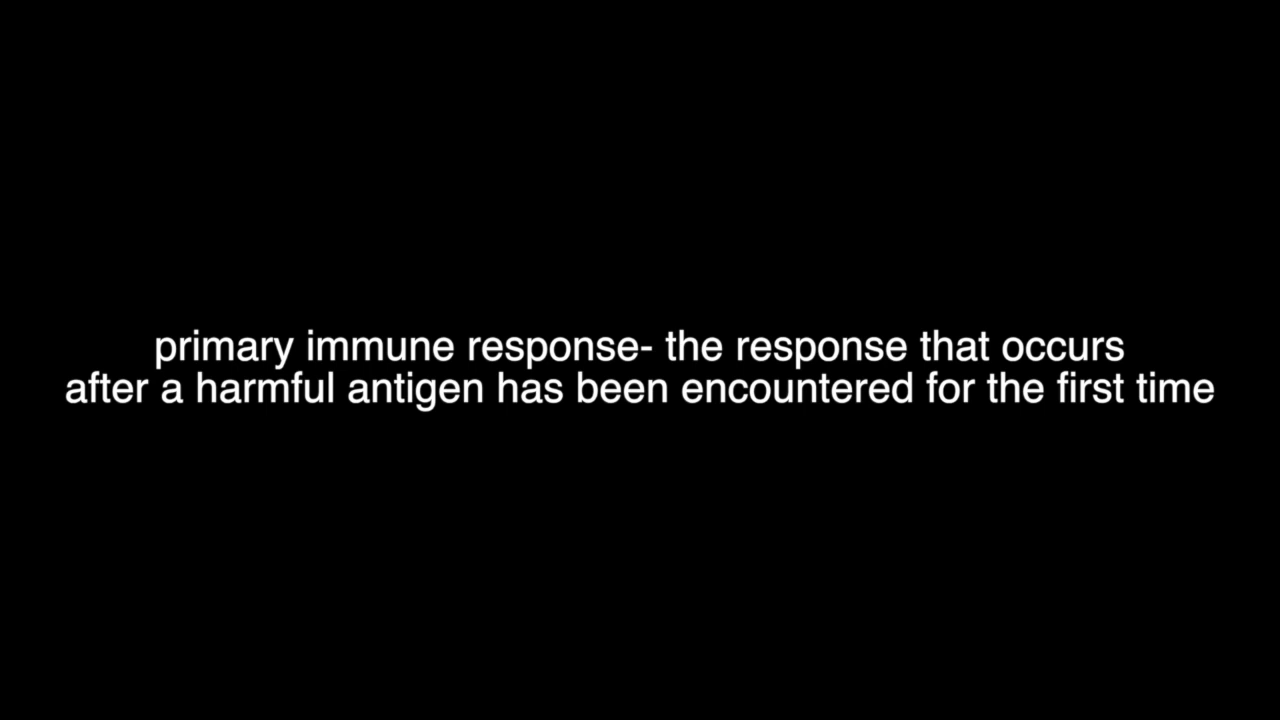 primary immune response- the response that occurs
after a harmful antigen has been encountered for the first time